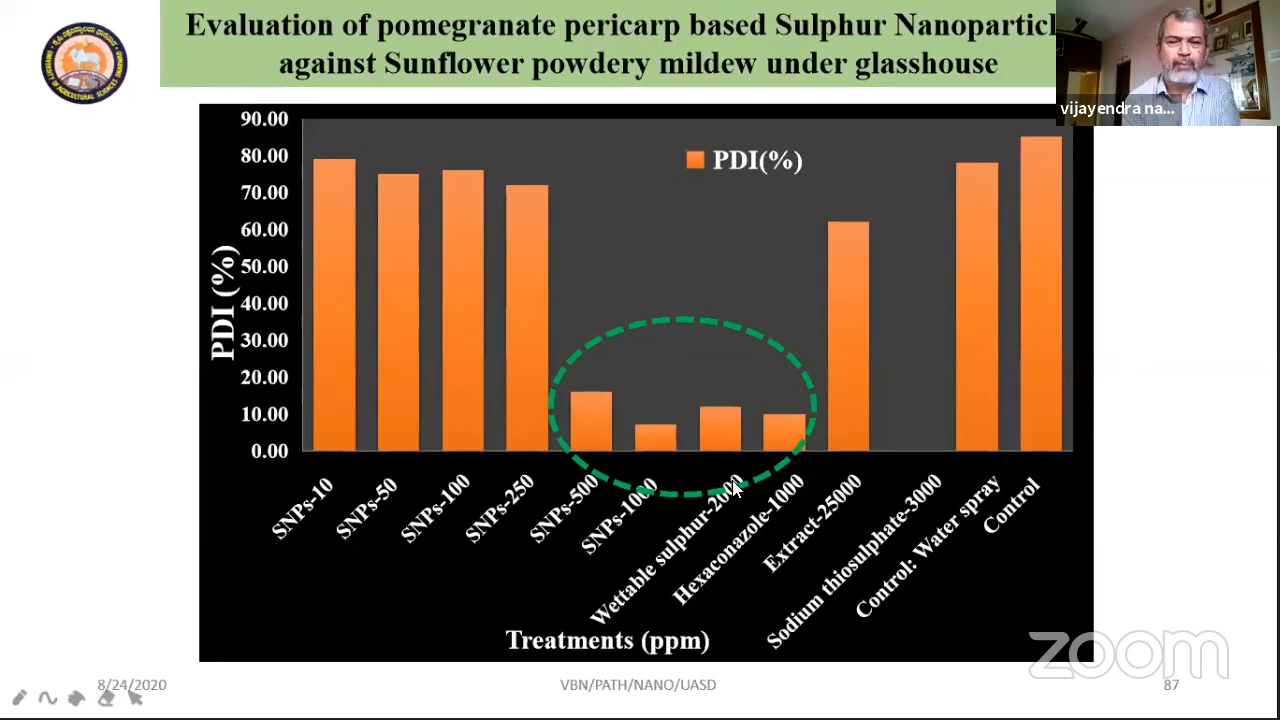 Evaluation of pomegranate pericarp based Sulphur Nanoparticl
against Sunflower powdery mildew under glasshouse
vijayendra na...
90.00
80.00
70.00
60.00
50.00
40.00
30.00
20.00
10.00
0.00
PDI (%)
PDI(%)
SNPs-10
SNPs-50
SNPs-100
SNPs-250
SNPs-500
SNPs-1000
Wettable sulphur-2000
Hexaconazole-1000
Extract-25000
Sodium thiosulphate-3000
Control: Water spray
Control
Treatments (ppm)
zoom
8/24/2020
VBN/PATH/NANO/UASD
87